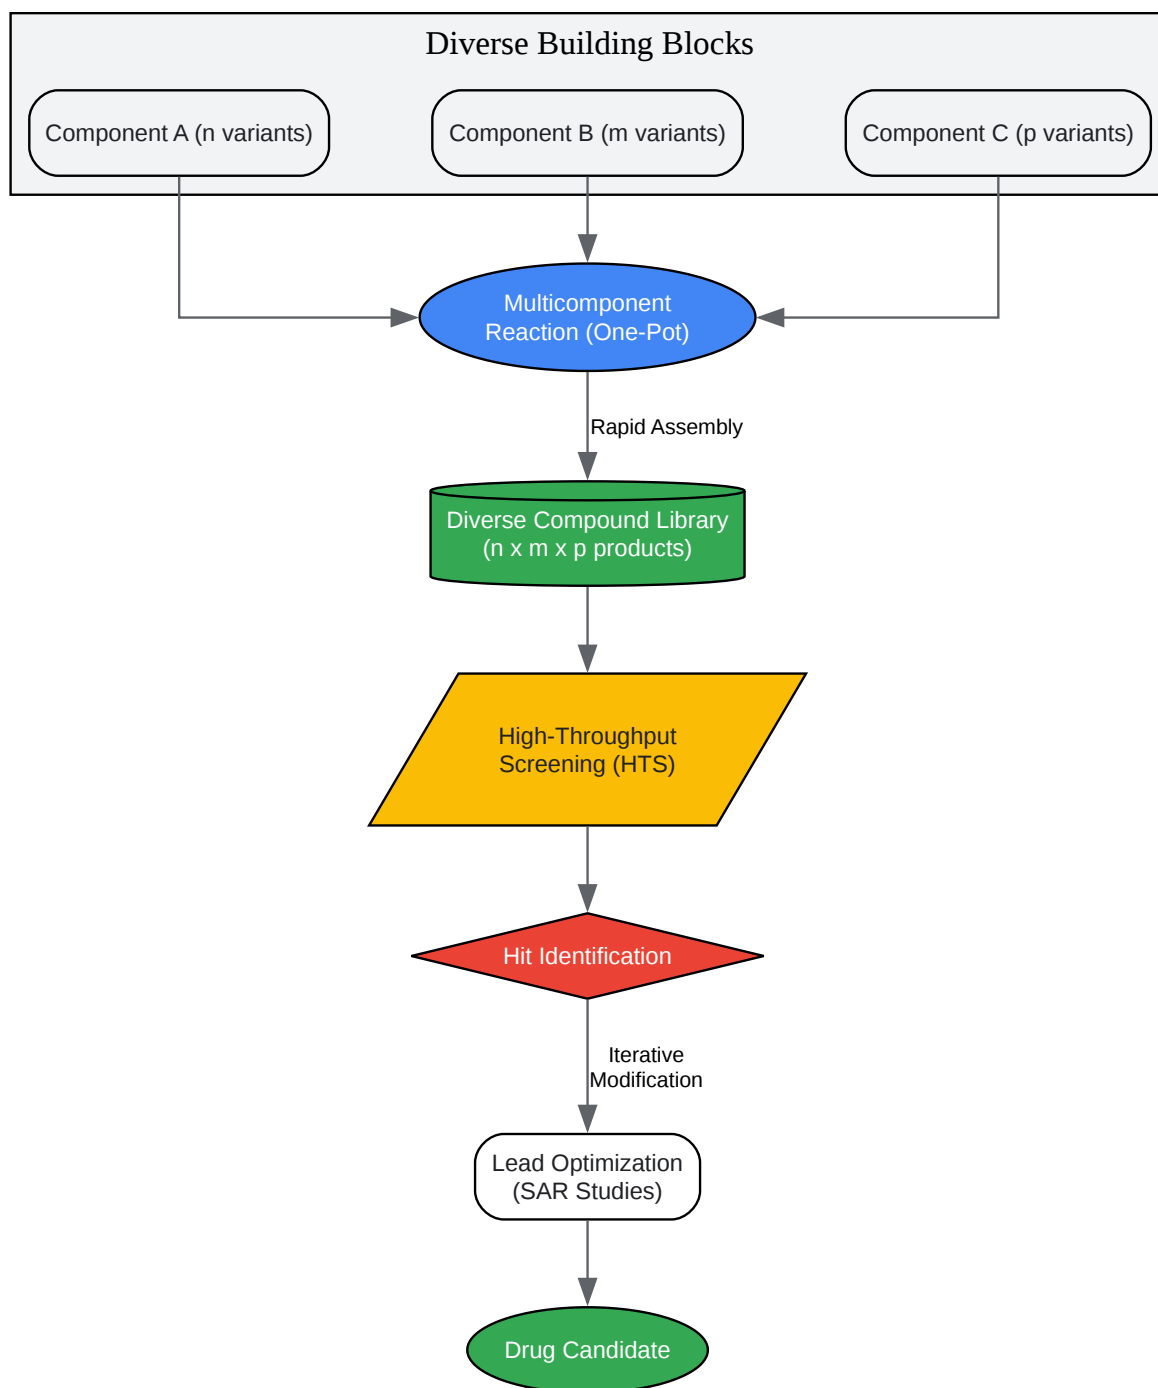 Diverse Building Blocks
Component A (n variants)
Component B (m variants)
Component C (p variants)
Multicomponent
Reaction (One-Pot)
Rapid Assembly
Diverse Compound Library
(n x m x p products)
High-Throughput
Screening (HTS)
Hit Identification
Iterative
Modification
Lead Optimization
(SAR Studies)
Drug Candidate